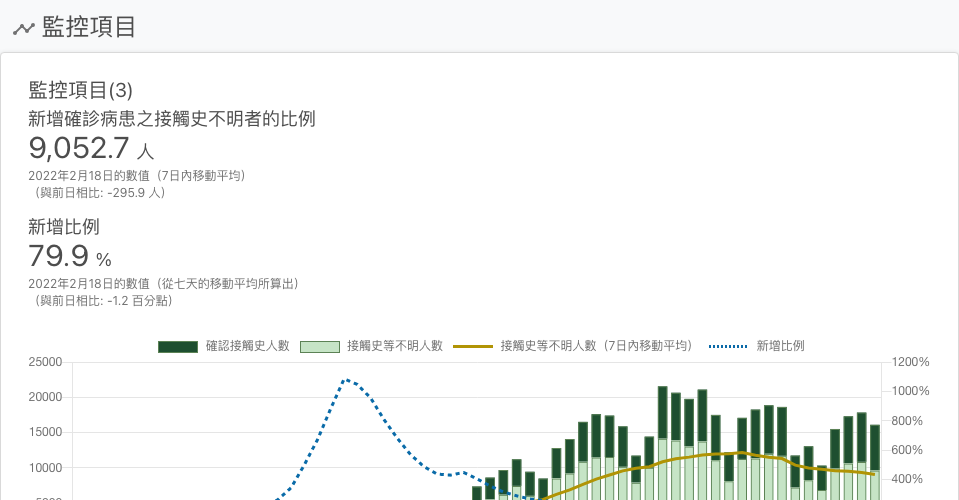 監控項目
監控項目(3)
新增確診病患之接觸史不明者的比例
9,052.7 人
2022年2月18日的數值（7日內移動平均）
（與前日相比: -295.9 人）
新增比例
79.9 %
2022年2月18日的數值（從七天的移動平均所算出）
（與前日相比: -1.2 百分點）
確認接觸史人數 接觸史等不明人數 接觸史等不明人數（7日內移動平均） 新增比例
25000 1200%
20000 1000%
15000 800%
10000 600%
400%